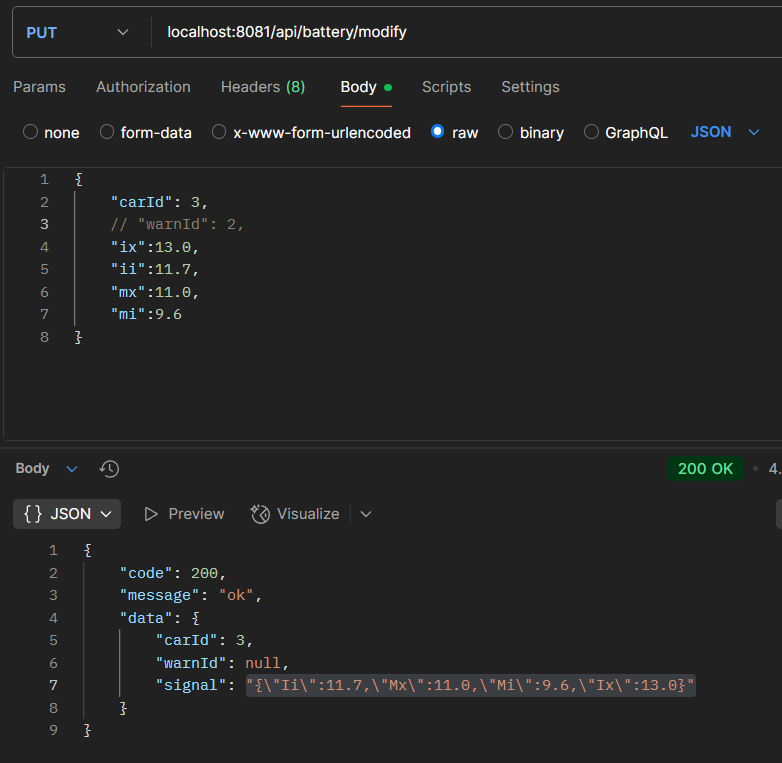 PUT localhost:8081/api/battery/modify
Params Authorization Headers (8) Body Scripts Settings
none form-data x-www-form-urlencoded raw binary GraphQL JSON
1 {
2 "carId": 3,
3 // "warnId": 2,
4 "ix":13.0,
5 "ii":11.7,
6 "mx":11.0,
7 "mi":9.6
8 }
Body 200 OK • 4.
{} JSON Preview Visualize
1 {
2 "code": 200,
3 "message": "ok",
4 "data": {
5 "carId": 3,
6 "warnId": null,
7 "signal": "{\"Ii\":11.7,\"Mx\":11.0,\"Mi\":9.6,\"Ix\":13.0}"
8 }
9 }